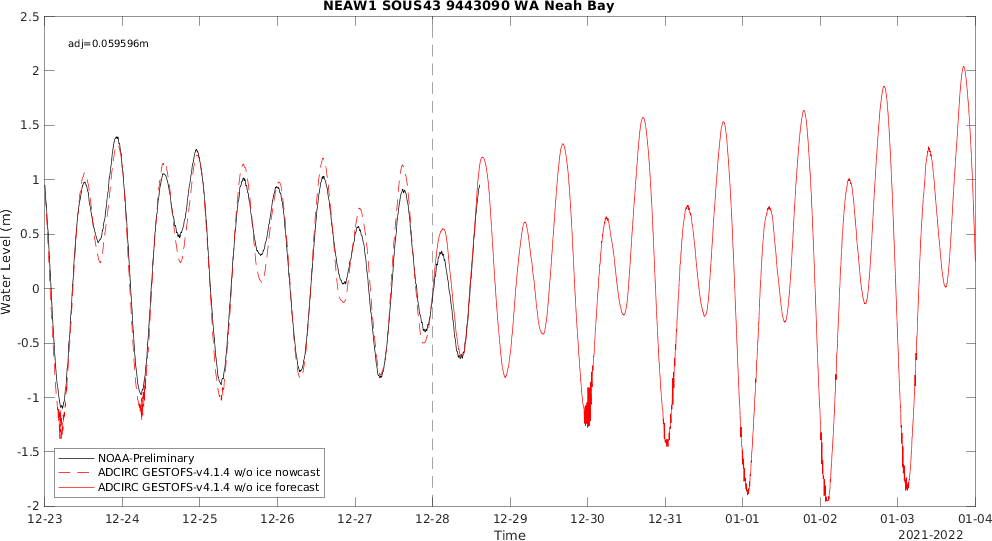 NEAW1 SOUS43 9443090 WA Neah Bay
adj=0.059596m
2.5
2
1.5
1
0.5
0
-0.5
-1
-1.5
-2
Water Level (m)
NOAA-Preliminary
ADCIRC GESTOFS-v4.1.4 w/o ice nowcast
ADCIRC GESTOFS-v4.1.4 w/o ice forecast
12-23 12-24 12-25 12-26 12-27 12-28 12-29 12-30 12-31 01-01 01-02 01-03 01-04
Time
2021-2022